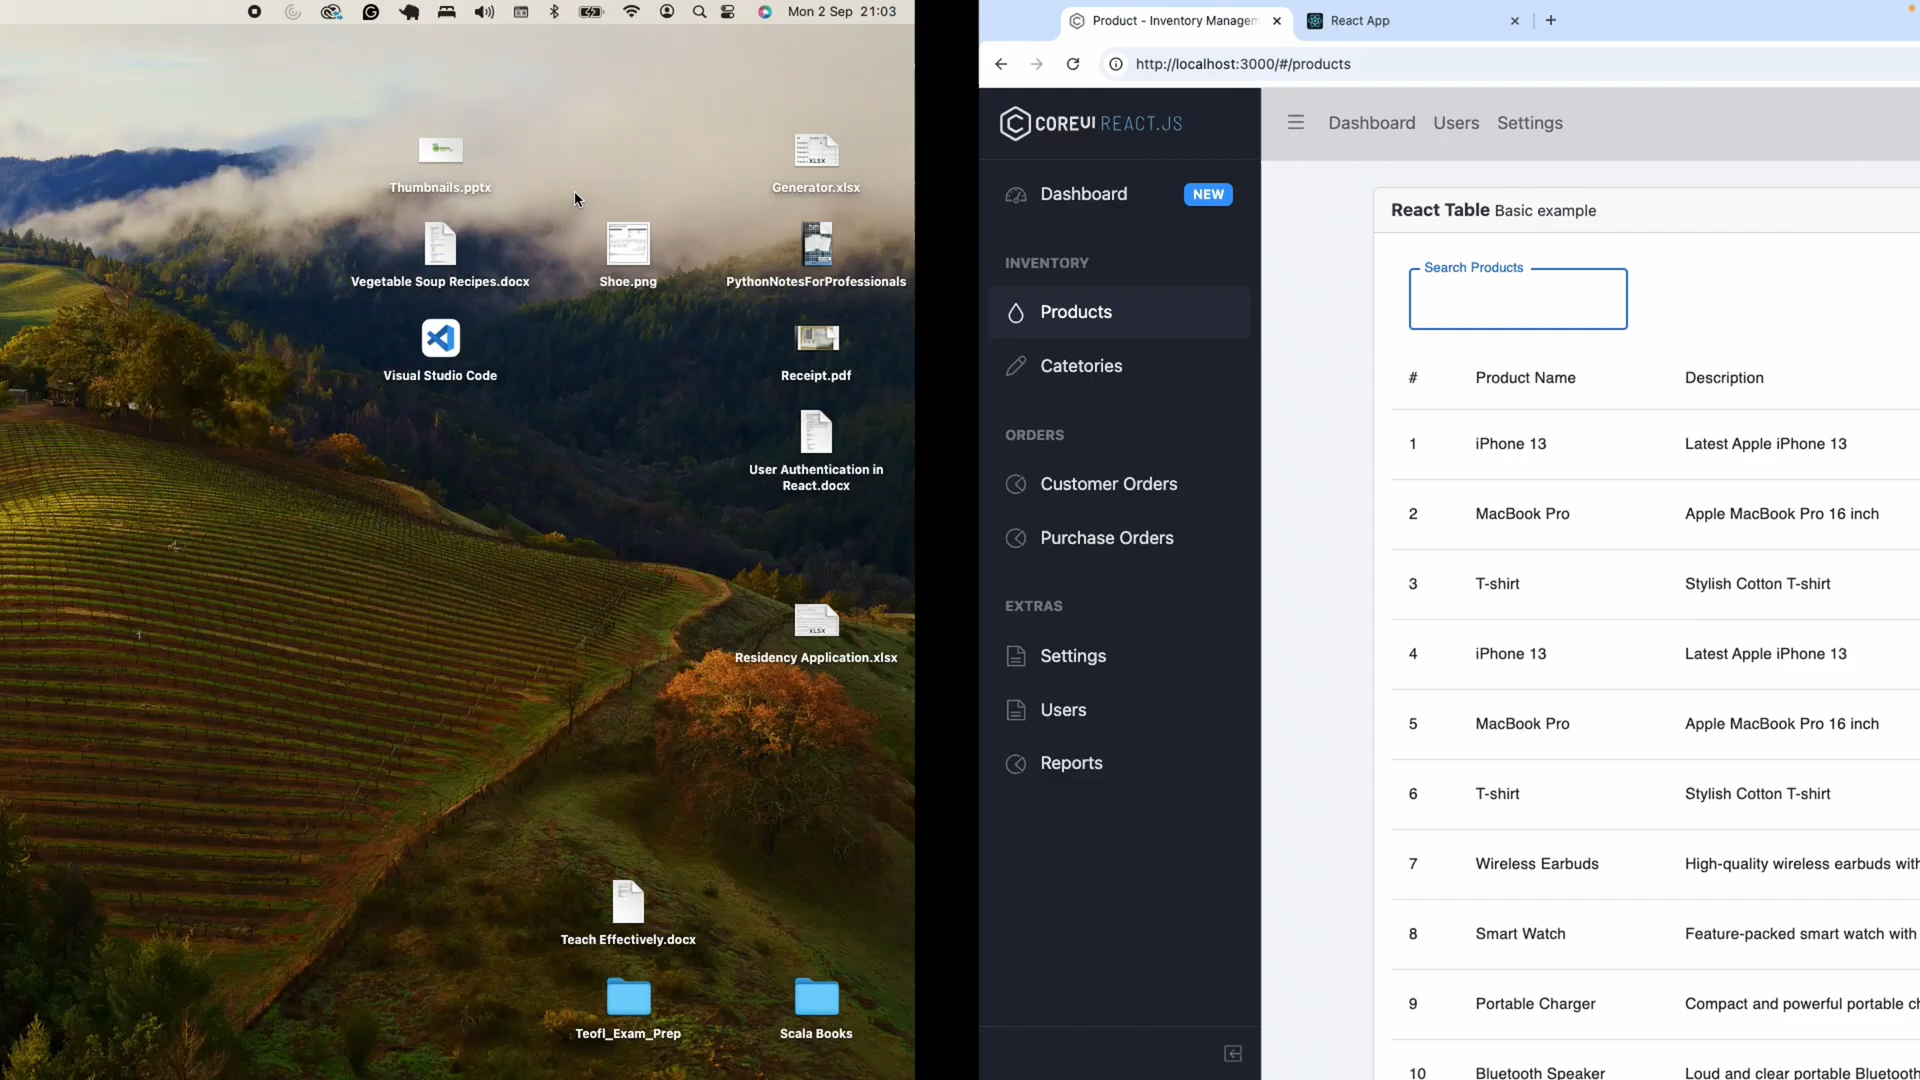 Mon 2 Sep 21:03
Thumbnails.pptx
XLSX
Generator.xlsx
Vegetable Soup Recipes.docx
Shoe.png
PythonNotesForProfessionals
Visual Studio Code
Receipt.pdf
User Authentication in
React.docx
XLSX
Residency Application.xlsx
Teach Effectively.docx
Teofl_Exam_Prep
Scala Books
Product - Inventory Managem
React App
http://localhost:3000/#/products
COREUI REACT.JS
Dashboard Users Settings
Dashboard NEW
INVENTORY
Products
Catetories
ORDERS
Customer Orders
Purchase Orders
EXTRAS
Settings
Users
Reports
React Table Basic example
Search Products
# Product Name Description
1 iPhone 13 Latest Apple iPhone 13
2 MacBook Pro Apple MacBook Pro 16 inch
3 T-shirt Stylish Cotton T-shirt
4 iPhone 13 Latest Apple iPhone 13
5 MacBook Pro Apple MacBook Pro 16 inch
6 T-shirt Stylish Cotton T-shirt
7 Wireless Earbuds High-quality wireless earbuds with
8 Smart Watch Feature-packed smart watch with
9 Portable Charger Compact and powerful portable ch
10 Bluetooth Speaker Loud and clear portable Bluetooth